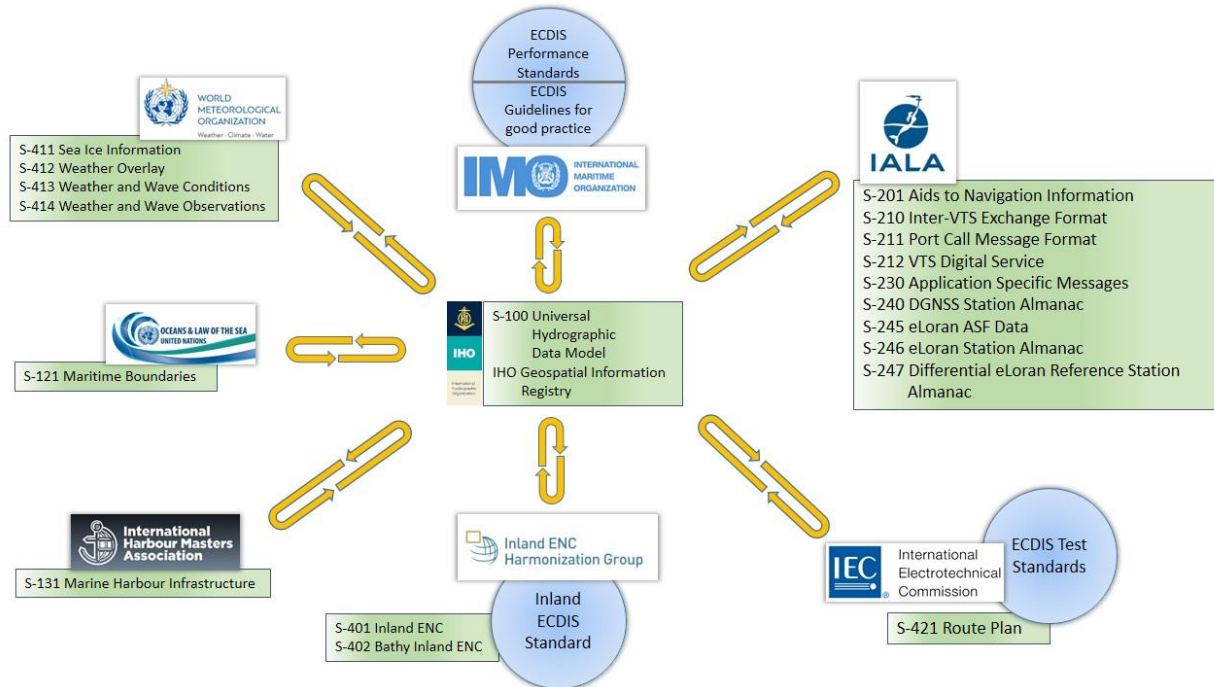 ECDIS
Performance
Standards
ECDIS
Guidelines for
good practice
IMO
INTERNATIONAL
MARITIME
ORGANIZATION
WORLD
METEOROLOGICAL
ORGANIZATION
Weather · Climate · Water
S-411 Sea Ice Information
S-412 Weather Overlay
S-413 Weather and Wave Conditions
S-414 Weather and Wave Observations
IALA
S-201 Aids to Navigation Information
S-210 Inter-VTS Exchange Format
S-211 Port Call Message Format
S-212 VTS Digital Service
S-230 Application Specific Messages
S-240 DGNSS Station Almanac
S-245 eLoran ASF Data
S-246 eLoran Station Almanac
S-247 Differential eLoran Reference Station
Almanac
OCEANS & LAW OF THE SEA
UNITED NATIONS
S-121 Maritime Boundaries
IHO
International
Hydrographic
Organization
S-100 Universal
Hydrographic
Data Model
IHO Geospatial Information
Registry
International
Harbour Masters
Association
S-131 Marine Harbour Infrastructure
Inland ENC
Harmonization Group
Inland
ECDIS
Standard
S-401 Inland ENC
S-402 Bathy Inland ENC
IEC
®
International
Electrotechnical
Commission
ECDIS Test
Standards
S-421 Route Plan